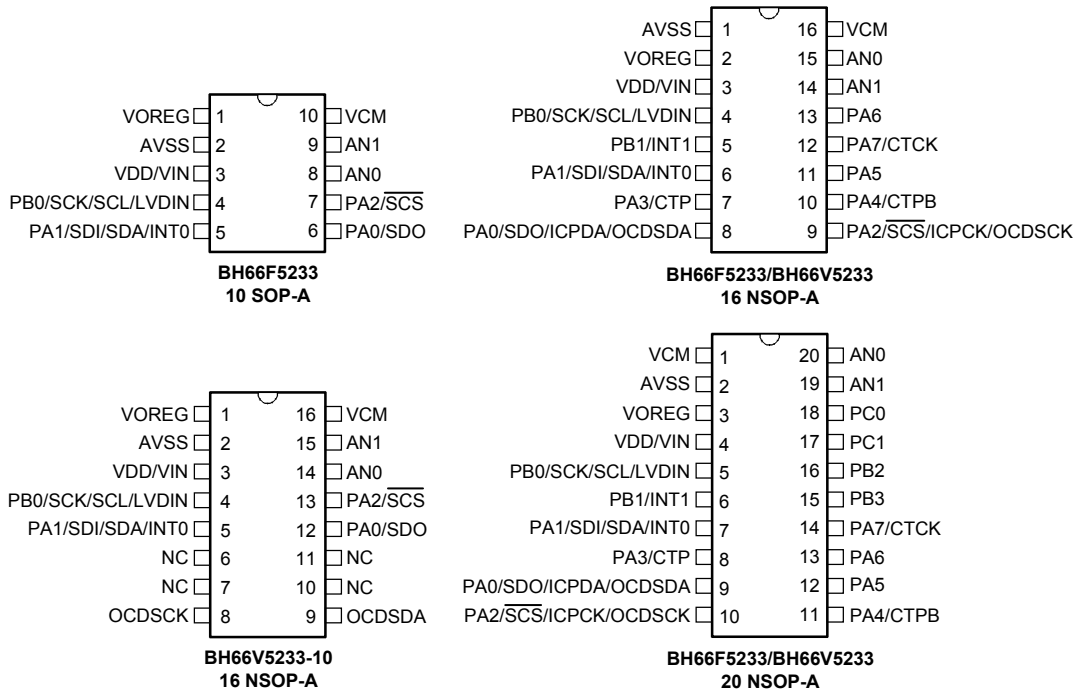 VOREG 1 10 VCM
AVSS 2 9 AN1
VDD/VIN 3 8 AN0
PB0/SCK/SCL/LVDIN 4 7 PA2/SCS
PA1/SDI/SDA/INT0 5 6 PA0/SDO
BH66F5233
10 SOP-A
AVSS 1 16 VCM
VOREG 2 15 AN0
VDD/VIN 3 14 AN1
PB0/SCK/SCL/LVDIN 4 13 PA6
PB1/INT1 5 12 PA7/CTCK
PA1/SDI/SDA/INT0 6 11 PA5
PA3/CTP 7 10 PA4/CTPB
PA0/SDO/ICPDA/OCDSDA 8 9 PA2/SCS/ICPCK/OCDSCK
BH66F5233/BH66V5233
16 NSOP-A
VOREG 1 16 VCM
AVSS 2 15 AN1
VDD/VIN 3 14 AN0
PB0/SCK/SCL/LVDIN 4 13 PA2/SCS
PA1/SDI/SDA/INT0 5 12 PA0/SDO
NC 6 11 NC
NC 7 10 NC
OCDSCK 8 9 OCDSDA
BH66V5233-10
16 NSOP-A
VCM 1 20 AN0
AVSS 2 19 AN1
VOREG 3 18 PC0
VDD/VIN 4 17 PC1
PB0/SCK/SCL/LVDIN 5 16 PB2
PB1/INT1 6 15 PB3
PA1/SDI/SDA/INT0 7 14 PA7/CTCK
PA3/CTP 8 13 PA6
PA0/SDO/ICPDA/OCDSDA 9 12 PA5
PA2/SCS/ICPCK/OCDSCK 10 11 PA4/CTPB
BH66F5233/BH66V5233
20 NSOP-A